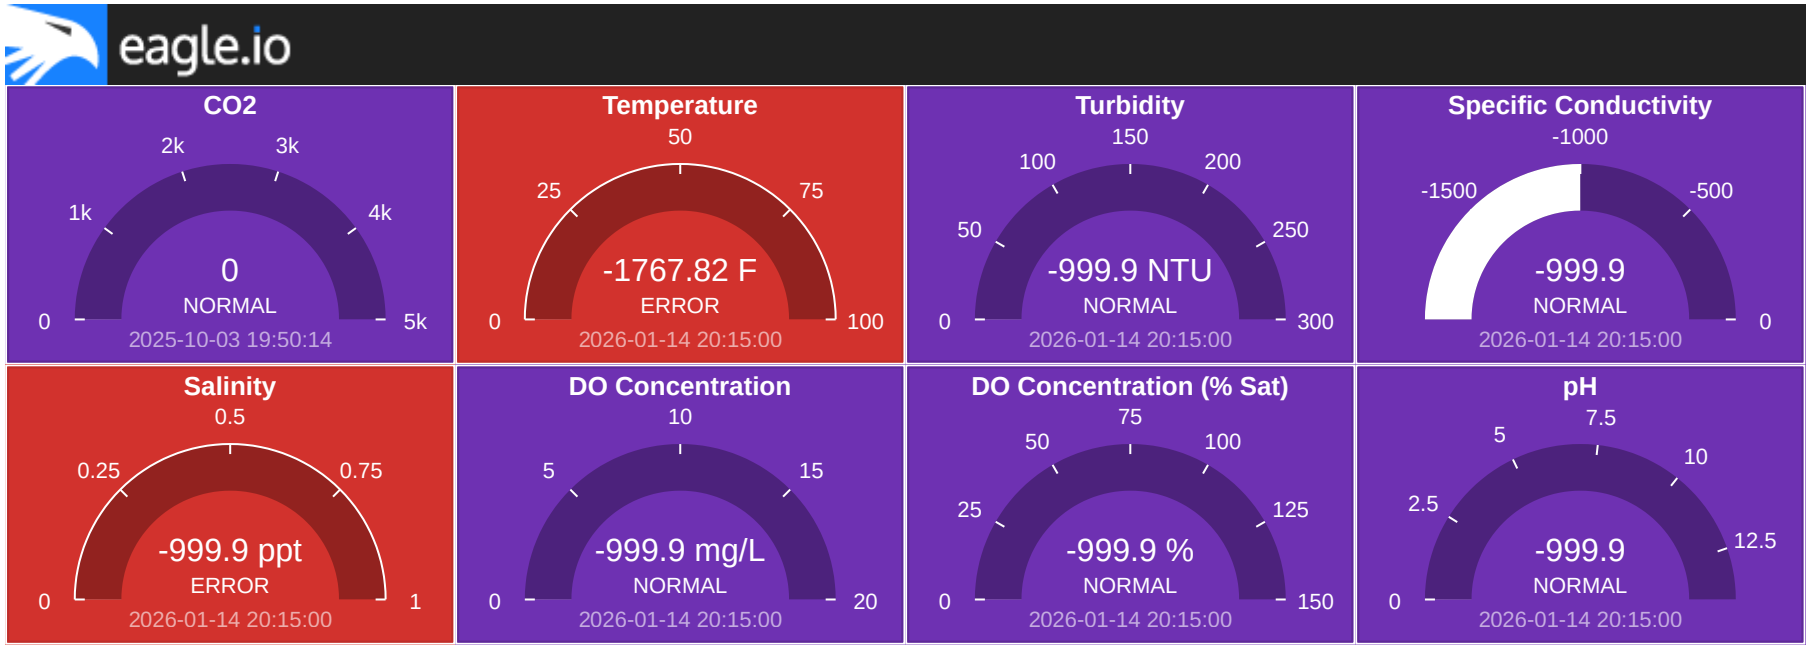 eagle.io
CO2
2k
3k
1k
4k
0
NORMAL
0
5k
2025-10-03 19:50:14
Temperature
50
25
75
-1767.82 F
ERROR
0
100
2026-01-14 20:15:00
Turbidity
150
100
200
50
250
-999.9 NTU
NORMAL
0
300
2026-01-14 20:15:00
Specific Conductivity
-1000
-1500
-500
-999.9
NORMAL
0
2026-01-14 20:15:00
Salinity
0.5
0.25
0.75
-999.9 ppt
ERROR
0
1
2026-01-14 20:15:00
DO Concentration
10
5
15
-999.9 mg/L
NORMAL
0
20
2026-01-14 20:15:00
DO Concentration (% Sat)
75
50
100
25
125
-999.9 %
NORMAL
0
150
2026-01-14 20:15:00
pH
7.5
5
10
2.5
12.5
-999.9
NORMAL
0
2026-01-14 20:15:00